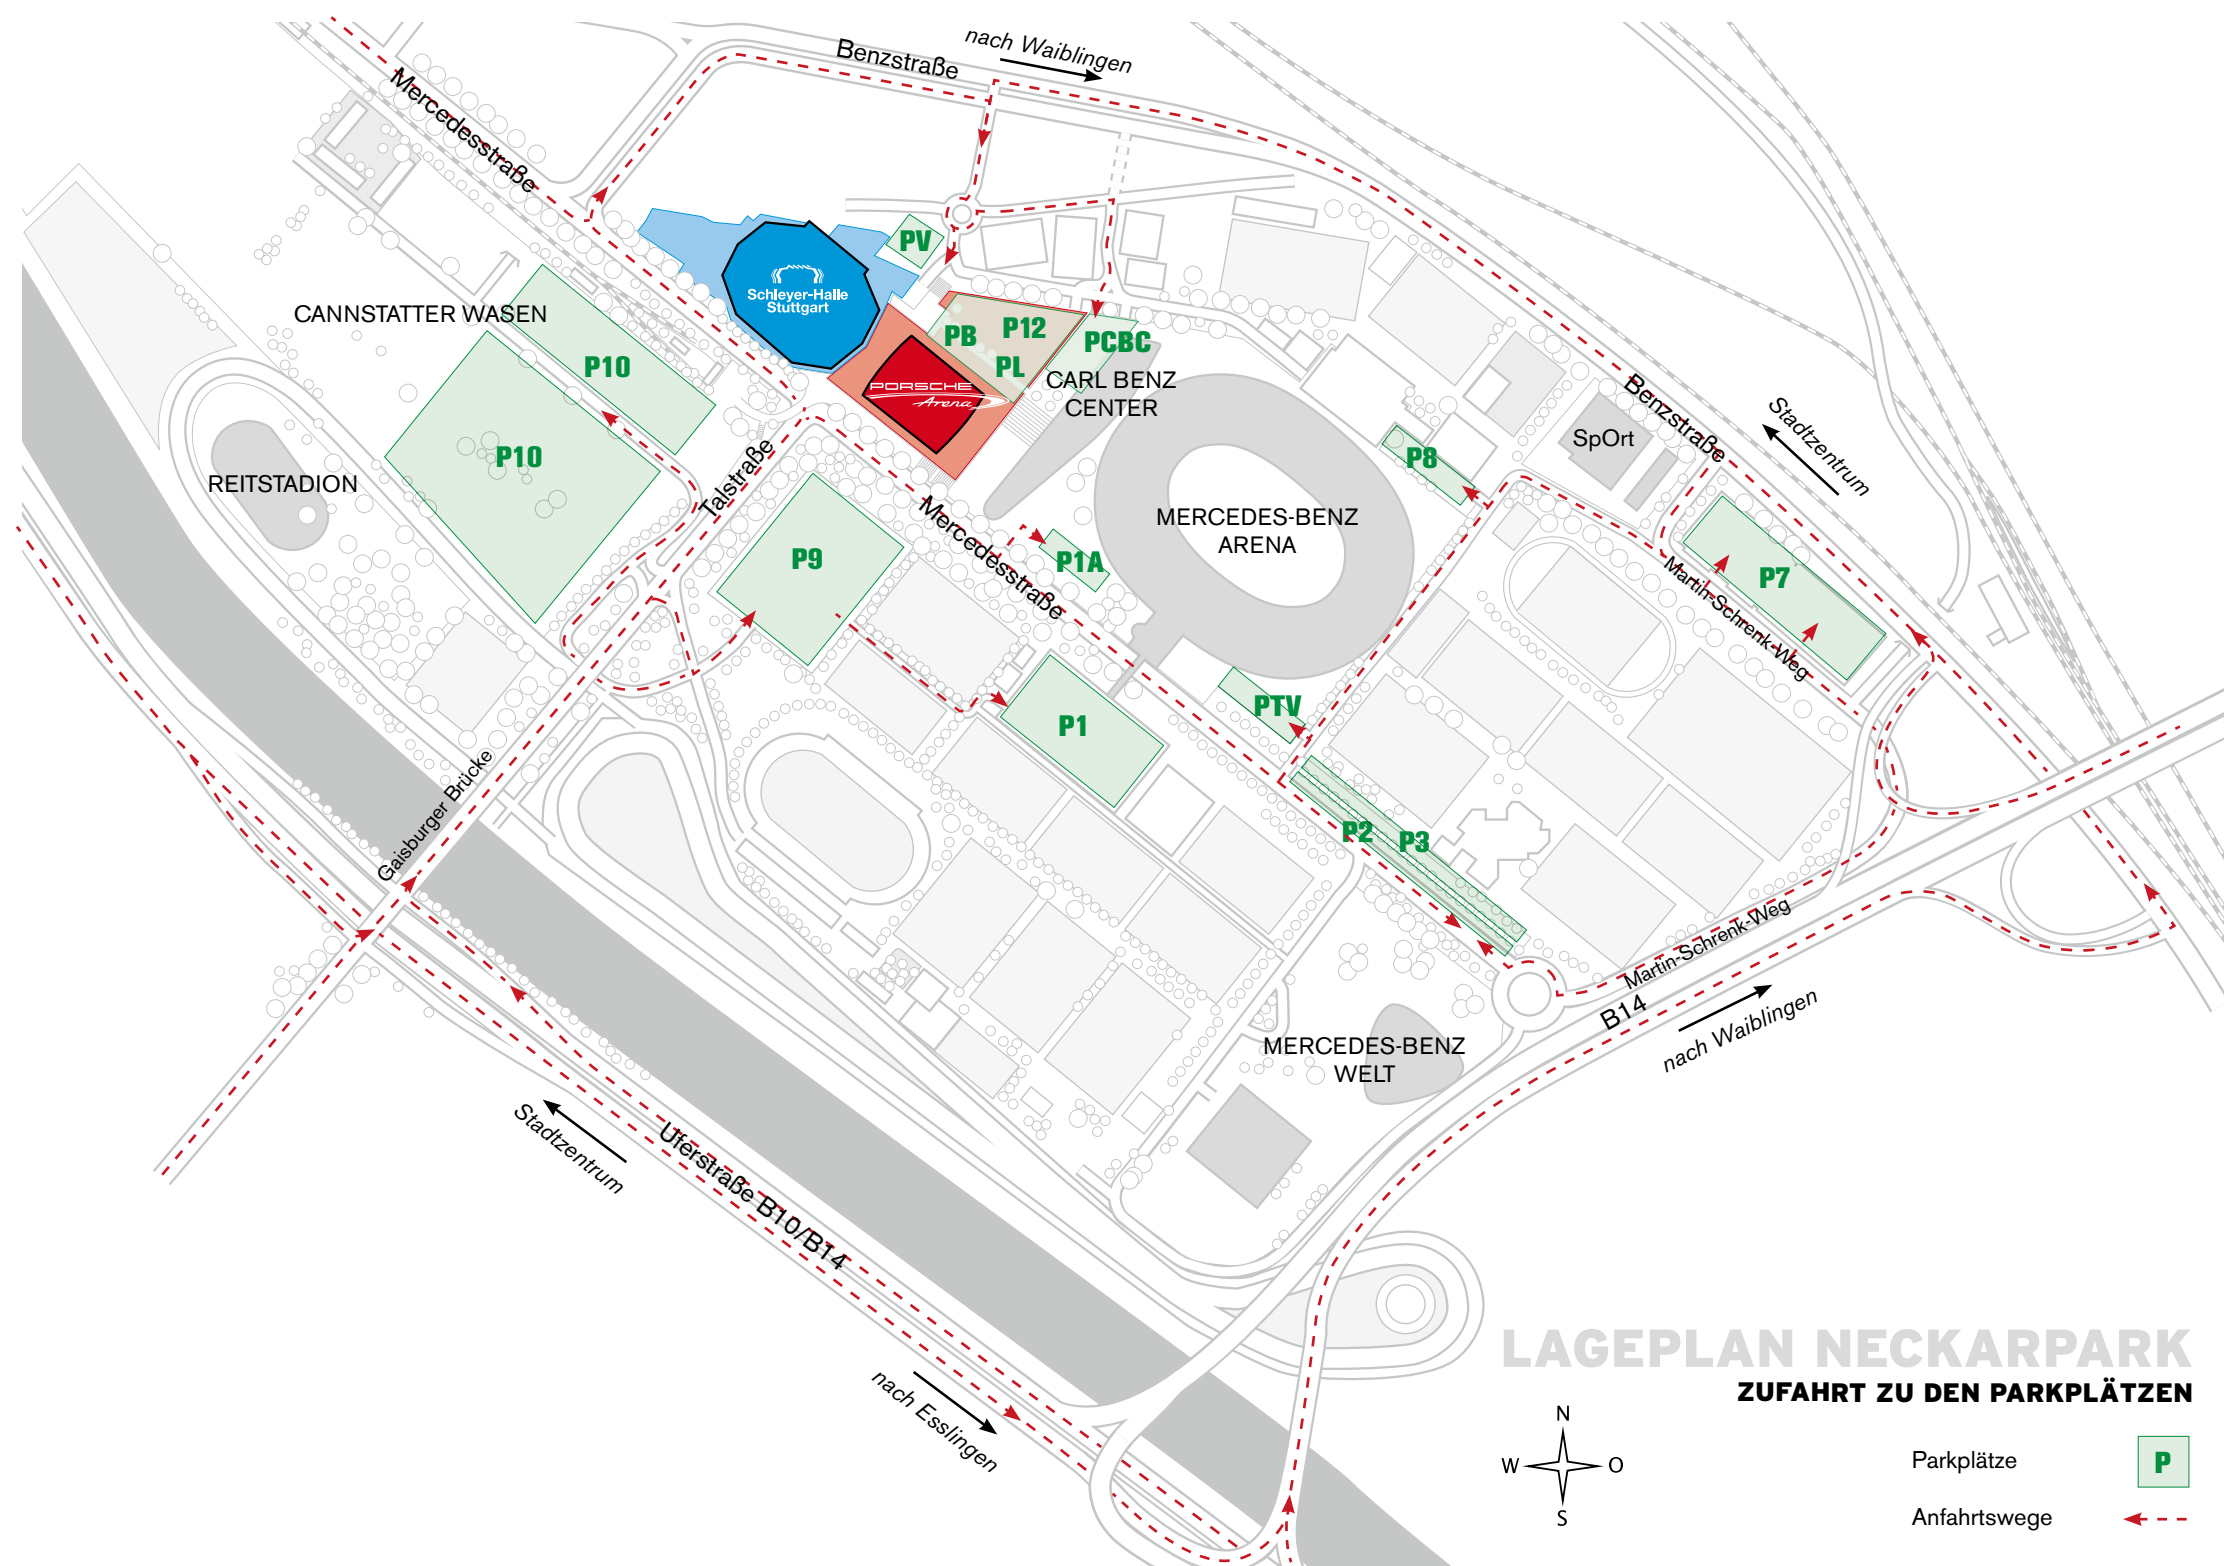 nach Waiblingen
Benzstraße
Mercedesstraße
PV
Schleyer-Halle
Stuttgart
CANNSTATTER WASEN
PB
P12
PCBC
PL
P10
PORSCHE
Arena
CARL BENZ
CENTER
Benzstraße
Stadtzentrum
SpOrt
P10
P8
REITSTADION
Talstraße
Mercedesstraße
MERCEDES-BENZ
ARENA
P9
P1A
P7
Martin-Schrenk-Weg
PTV
P1
Gaisburger Brücke
P2
P3
Martin-Schrenk-Weg
B14
nach Waiblingen
MERCEDES-BENZ
WELT
Stadtzentrum
Uferstraße B10/B14
nach Esslingen
LAGEPLAN NECKARPARK
ZUFAHRT ZU DEN PARKPLÄTZEN
N
W
O
S
Parkplätze
P
Anfahrtswege